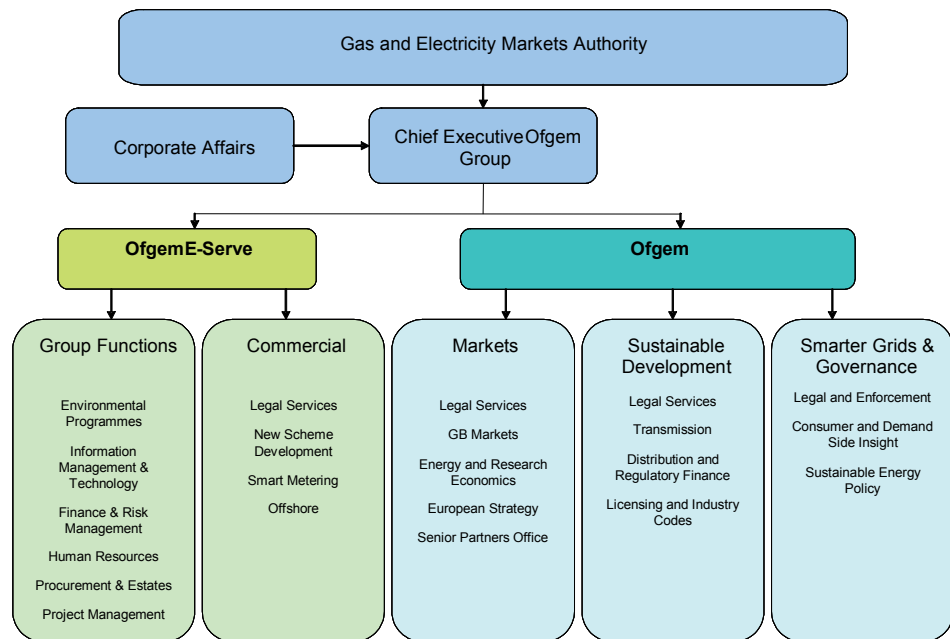 Gas and Electricity Markets Authority
Corporate Affairs
Chief Executive Ofgem
Group
Ofgem E-Serve
Ofgem
Group Functions
Environmental
Programmes
Information
Management &
Technology
Finance & Risk
Management
Human Resources
Procurement & Estates
Project Management
Commercial
Legal Services
New Scheme
Development
Smart Metering
Offshore
Markets
Legal Services
GB Markets
Energy and Research
Economics
European Strategy
Senior Partners Office
Sustainable
Development
Legal Services
Transmission
Distribution and
Regulatory Finance
Licensing and Industry
Codes
Smarter Grids &
Governance
Legal and Enforcement
Consumer and Demand
Side Insight
Sustainable Energy
Policy